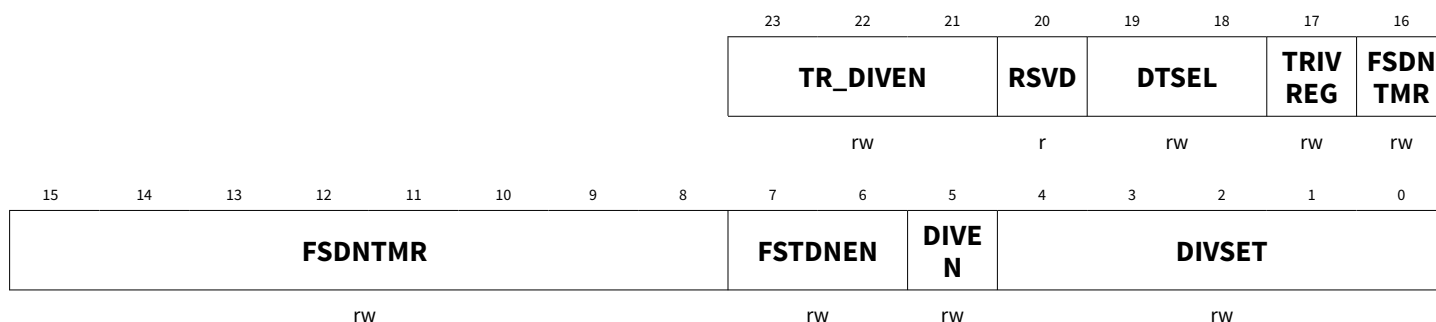 23 22 21 20 19 18 17 16
TR_DIVEN RSVD DTSEL TRIV REG FSDN TMR
rw r rw rw rw
15 14 13 12 11 10 9 8 7 6 5 4 3 2 1 0
FSDNTMR FSTDNEN DIVE N DIVSET
rw rw rw rw